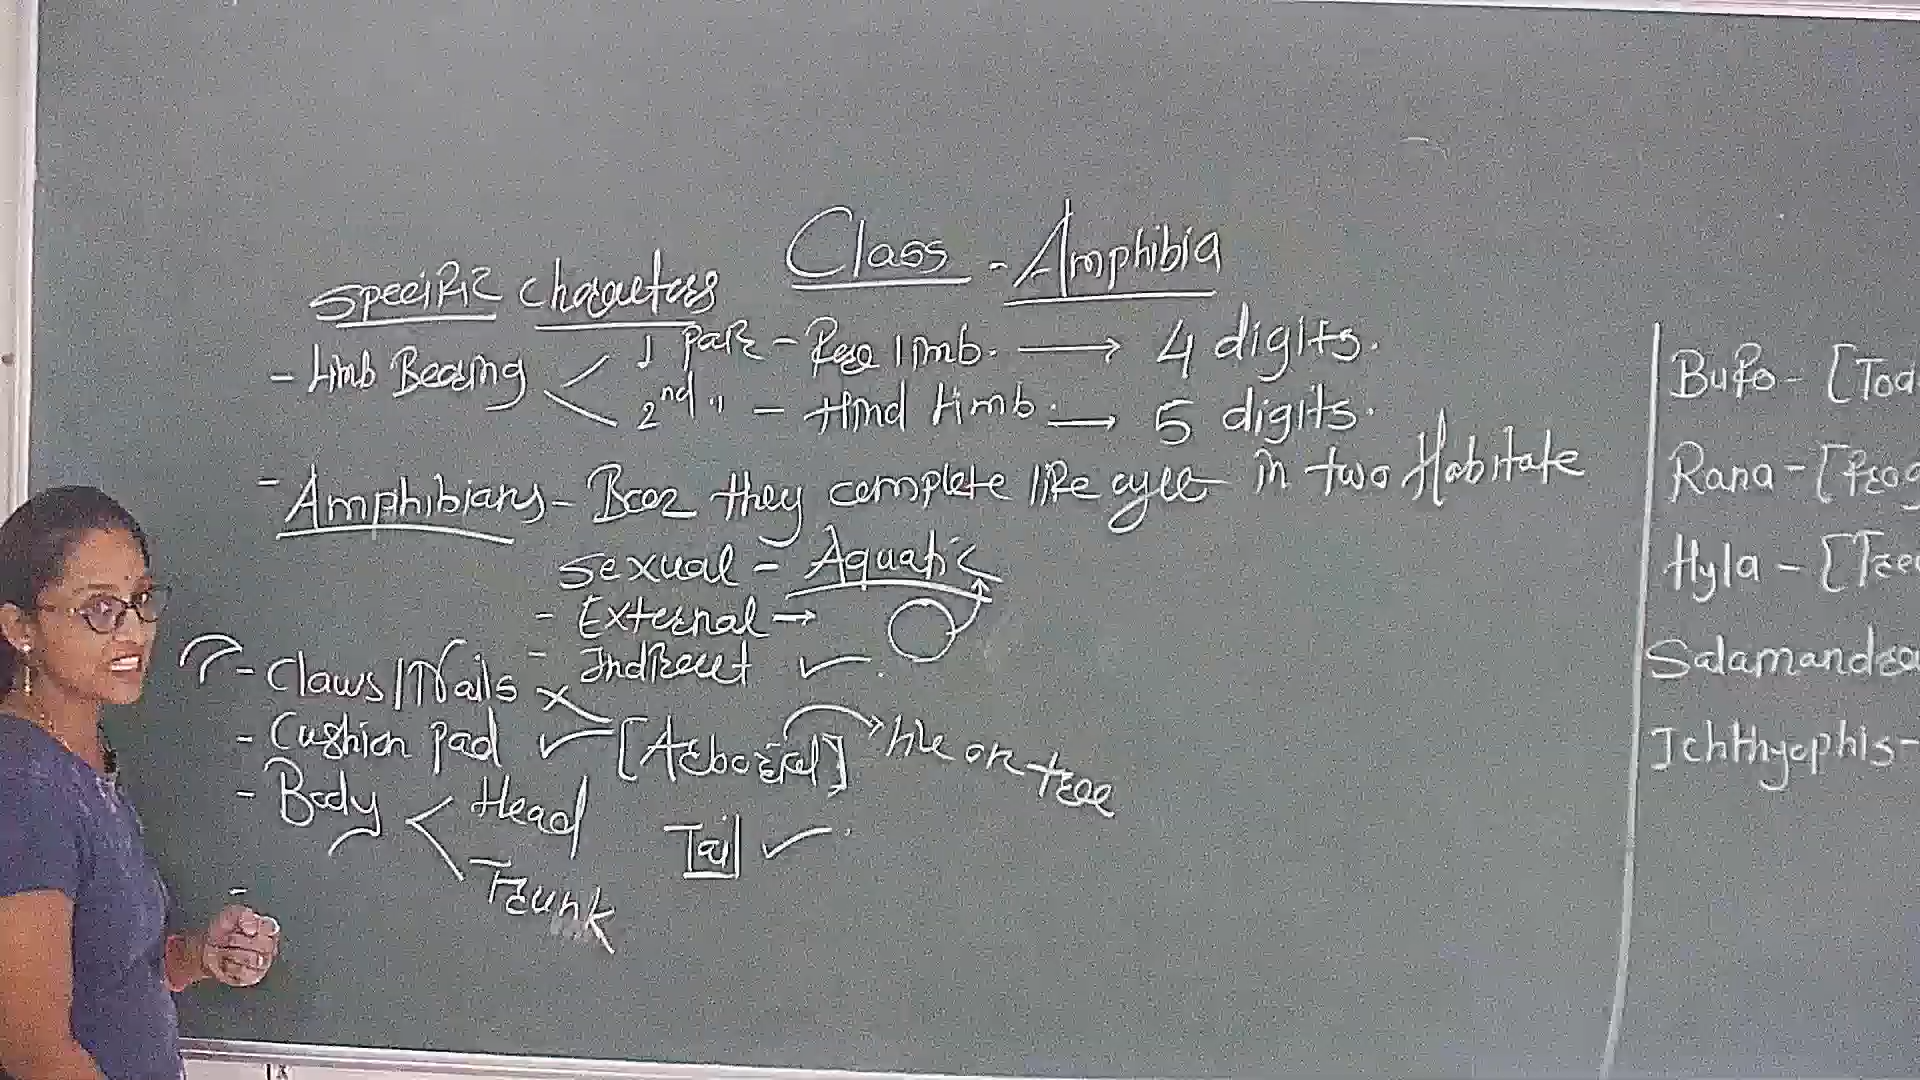 Class - Amphibia
Specific characters
- Limb Bearing
1 pair - Fore limb. → 4 digits.
2nd " - Hind limb. → 5 digits.
- Amphibians - Bcoz they complete life cycle in two Habitate
Sexual - Aquatic
- External →
- Indirect ✓
- Claws/Nails ×
- Cushion pad ✓ [Arboreal] → live on tree
- Body
Head
Trunk
Tail ✓
-
Bufo - [Toa
Rana - [Frog
Hyla - [Tree
Salamandra
Ichthyophis -